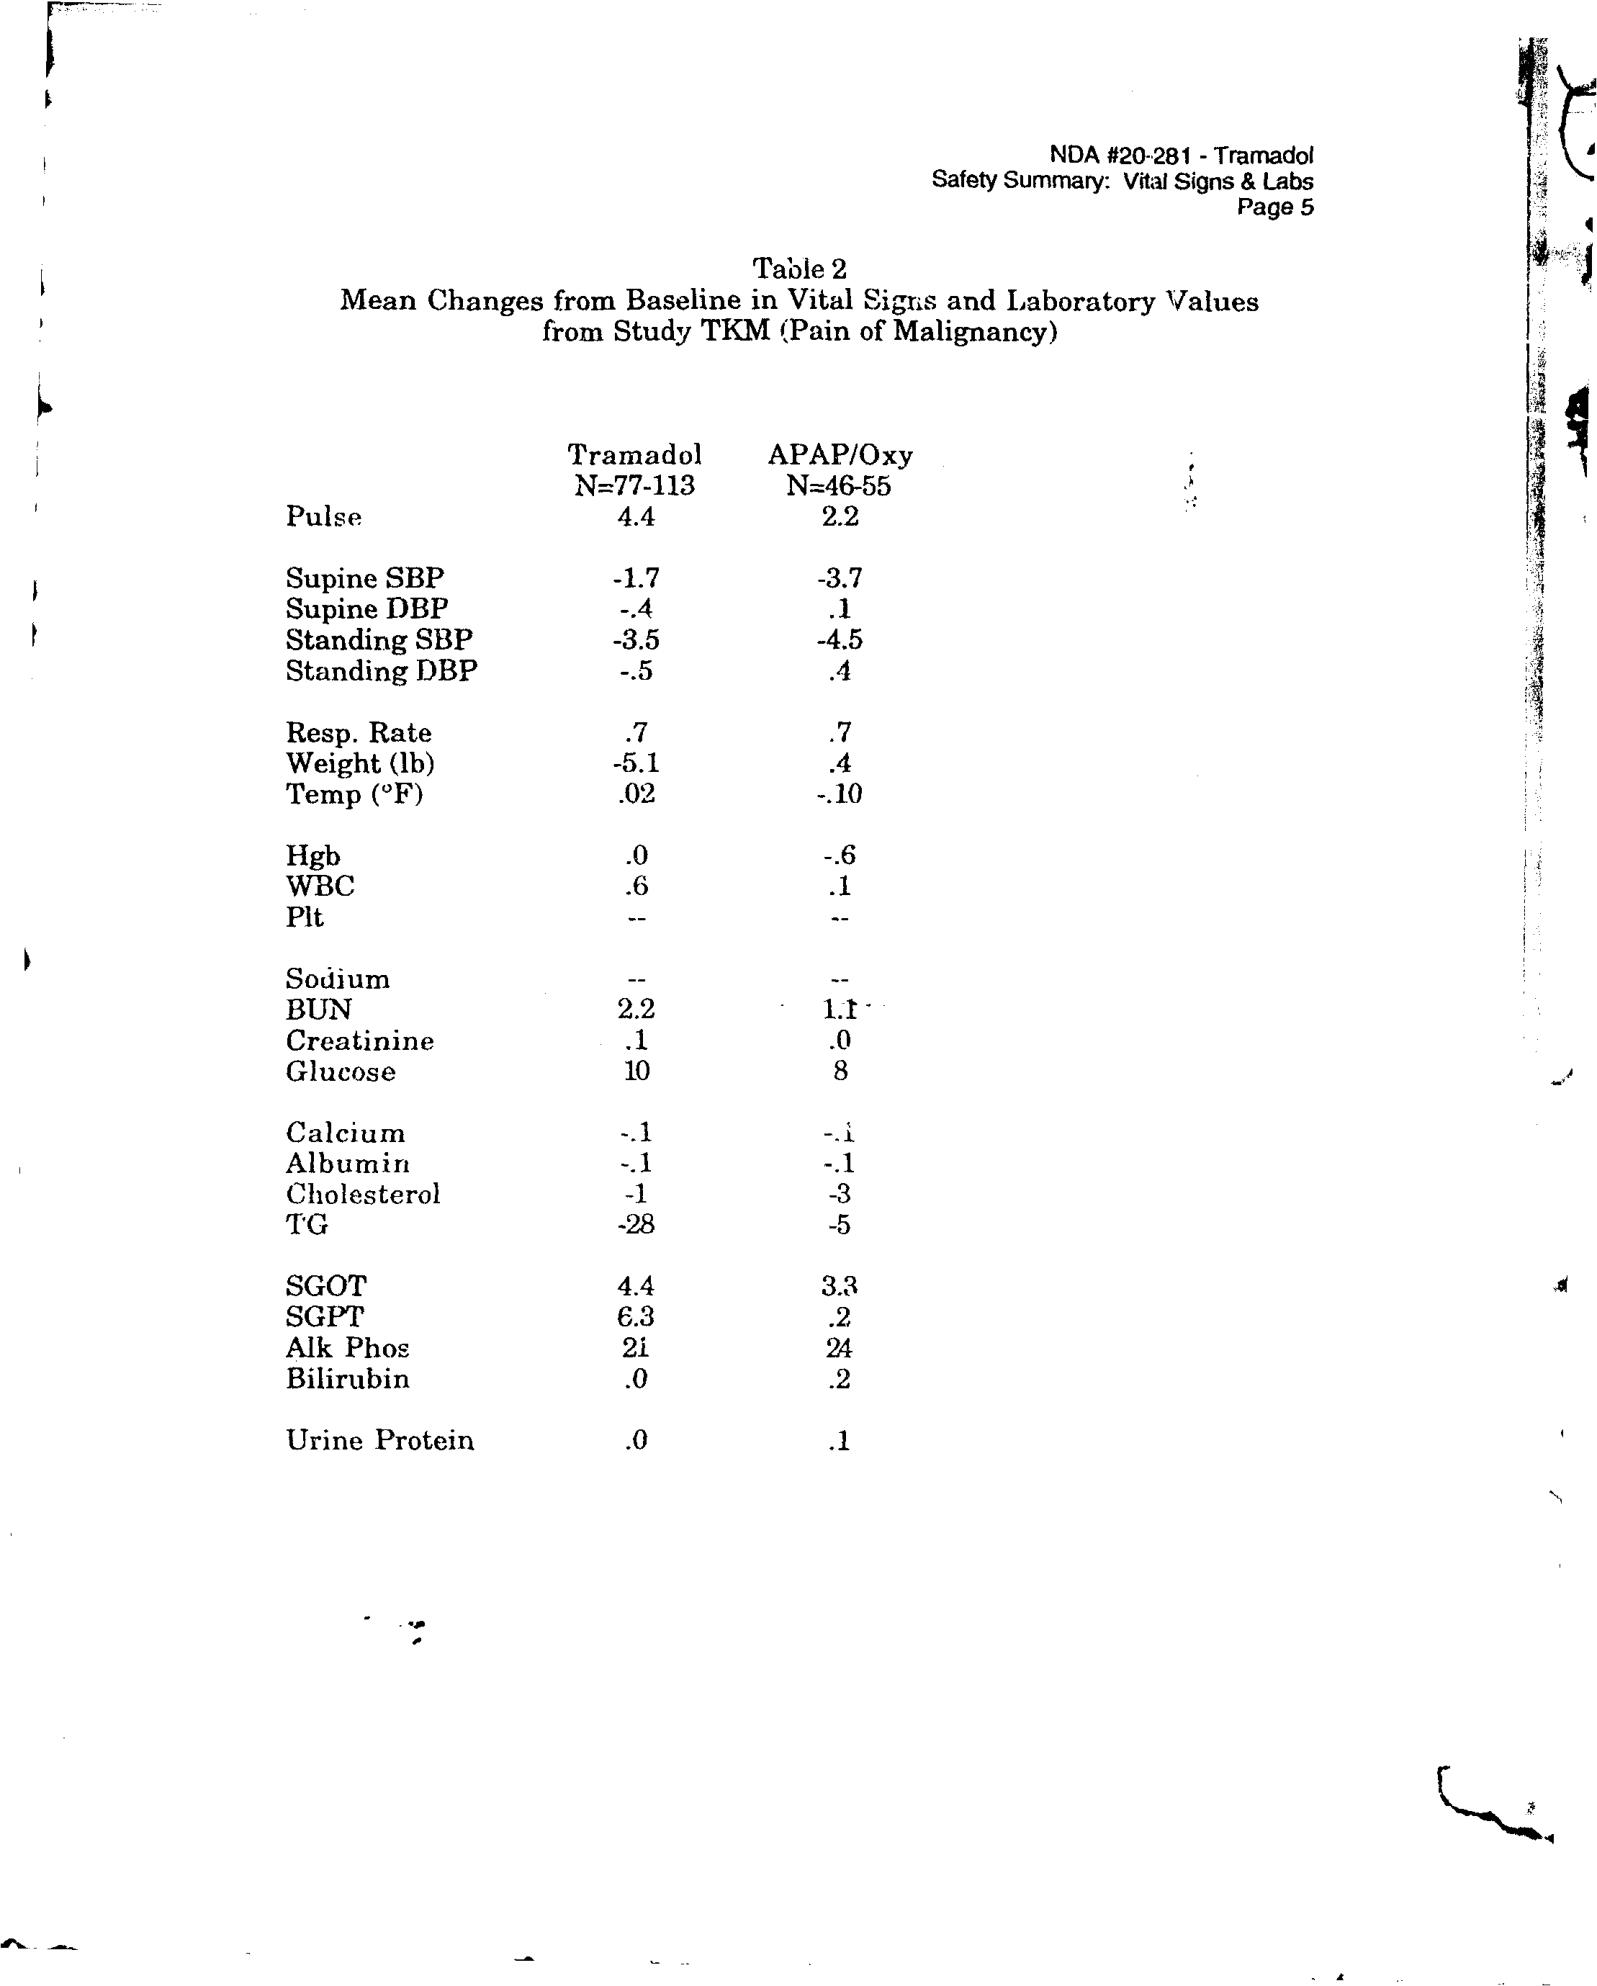 NDA #20-281 - Tramadol
Safety Summary: Vital Signs & Labs
Page 5
Table 2
Mean Changes from Baseline in Vital Signs and Laboratory Values
from Study TKM (Pain of Malignancy)
Tramadol APAP/Oxy
N=77-113 N=46-55
Pulse 4.4 2.2
Supine SBP -1.7 -3.7
Supine DBP -.4 .1
Standing SBP -3.5 -4.5
Standing DBP -.5 .4
Resp. Rate .7 .7
Weight (lb) -5.1 .4
Temp (°F) .02 -.10
Hgb .0 -.6
WBC .6 .1
Plt -- --
Sodium -- --
BUN 2.2 1.1
Creatinine .1 .0
Glucose 10 8
Calcium -.1 -.1
Albumin -.1 -.1
Cholesterol -1 -3
TG -28 -5
SGOT 4.4 3.3
SGPT 6.3 .2
Alk Phos 21 24
Bilirubin .0 .2
Urine Protein .0 .1